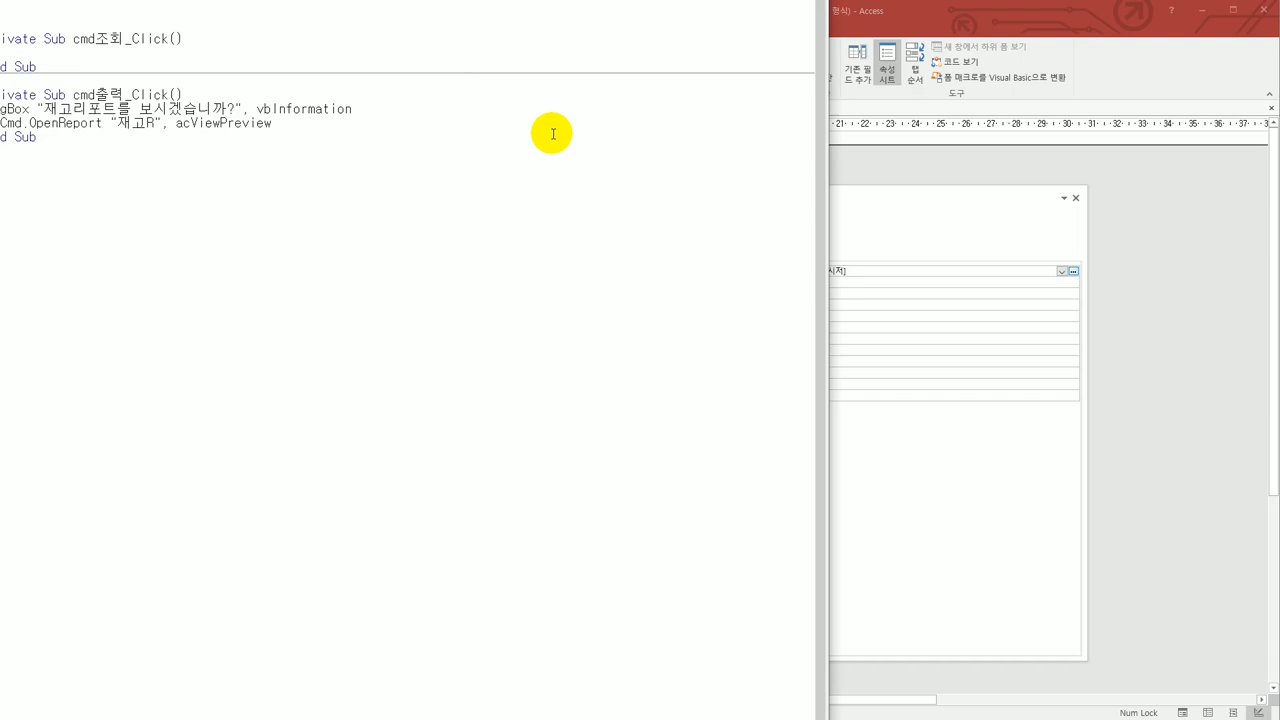 ivate Sub cmd조회_Click()
d Sub
ivate Sub cmd출력_Click()
gBox "재고리포트를 보시겠습니까?", vbInformation
Cmd.OpenReport "재고R", acViewPreview
d Sub
정식) - Access
?
기존 필
드 추가
속성
시트
탭
순서
새 창에서 하위 폼 보기
코드 보기
폼 매크로를 Visual Basic으로 변환
도구
21 · 22 · 23 · 24 · 25 · 26 · 27 · 28 · 29 · 30 · 31 · 32 · 33 · 34 · 35 · 36 · 37 · 3
시저]
Num Lock